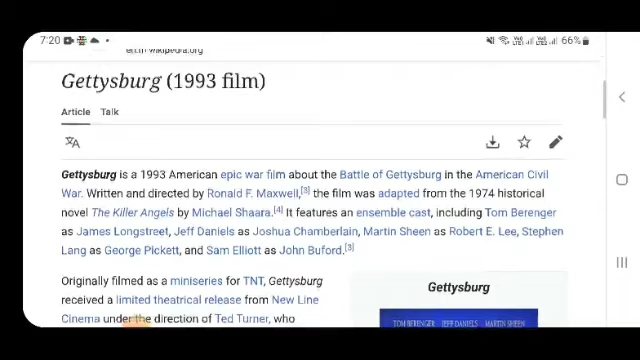 7:20 66%
en.m.wikipedia.org
Gettysburg (1993 film)
Article Talk
Gettysburg is a 1993 American epic war film about the Battle of Gettysburg in the American Civil
War. Written and directed by Ronald F. Maxwell,[3] the film was adapted from the 1974 historical
novel The Killer Angels by Michael Shaara.[4] It features an ensemble cast, including Tom Berenger
as James Longstreet, Jeff Daniels as Joshua Chamberlain, Martin Sheen as Robert E. Lee, Stephen
Lang as George Pickett, and Sam Elliott as John Buford.[3]
Originally filmed as a miniseries for TNT, Gettysburg
received a limited theatrical release from New Line
Cinema under the direction of Ted Turner, who
Gettysburg
TOM BERENGER JEFF DANIELS MARTIN SHEEN